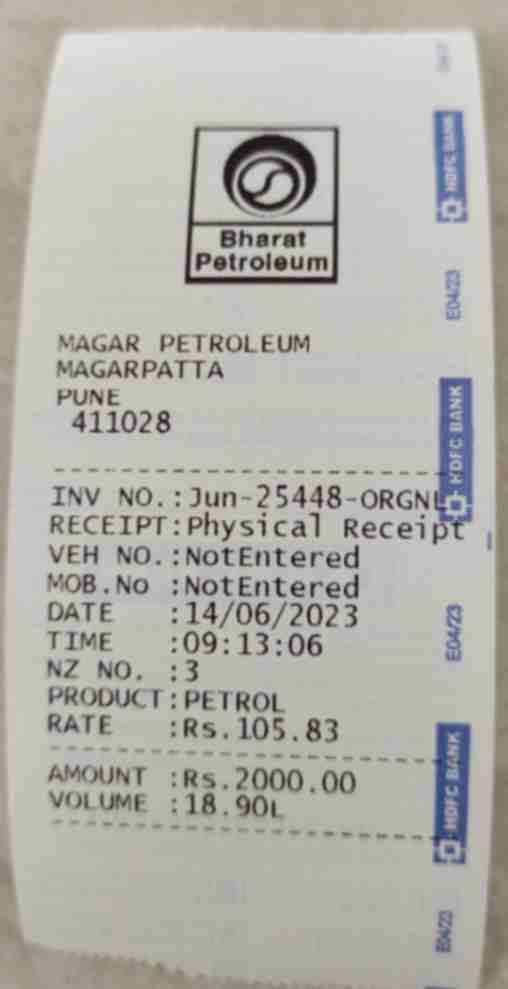 Bharat
Petroleum
MAGAR PETROLEUM
MAGARPATTA
PUNE
411028
INV NO.:Jun-25448-ORGNL
RECEIPT:Physical Receipt
VEH NO.:NotEntered
MOB.No :NotEntered
DATE :14/06/2023
TIME :09:13:06
NZ NO. :3
PRODUCT:PETROL
RATE :Rs.105.83
AMOUNT :Rs.2000.00
VOLUME :18.90L
HDFC BANK
E04/23
HDFC BANK
E04/23
HDFC BANK
E04/23